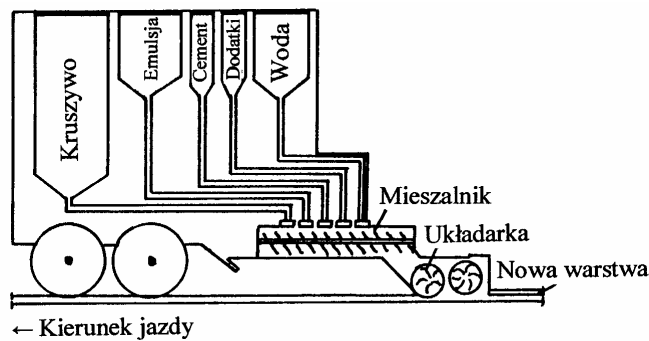 Kruszywo
Emulsja
Cement
Dodatki
Woda
Mieszalnik
Układarka
Nowa warstwa
← Kierunek jazdy